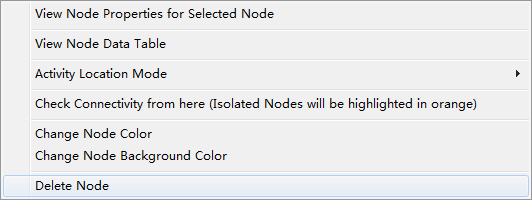 View Node Properties for Selected Node
View Node Data Table
Activity Location Mode
Check Connectivity from here (Isolated Nodes will be highlighted in orange)
Change Node Color
Change Node Background Color
Delete Node